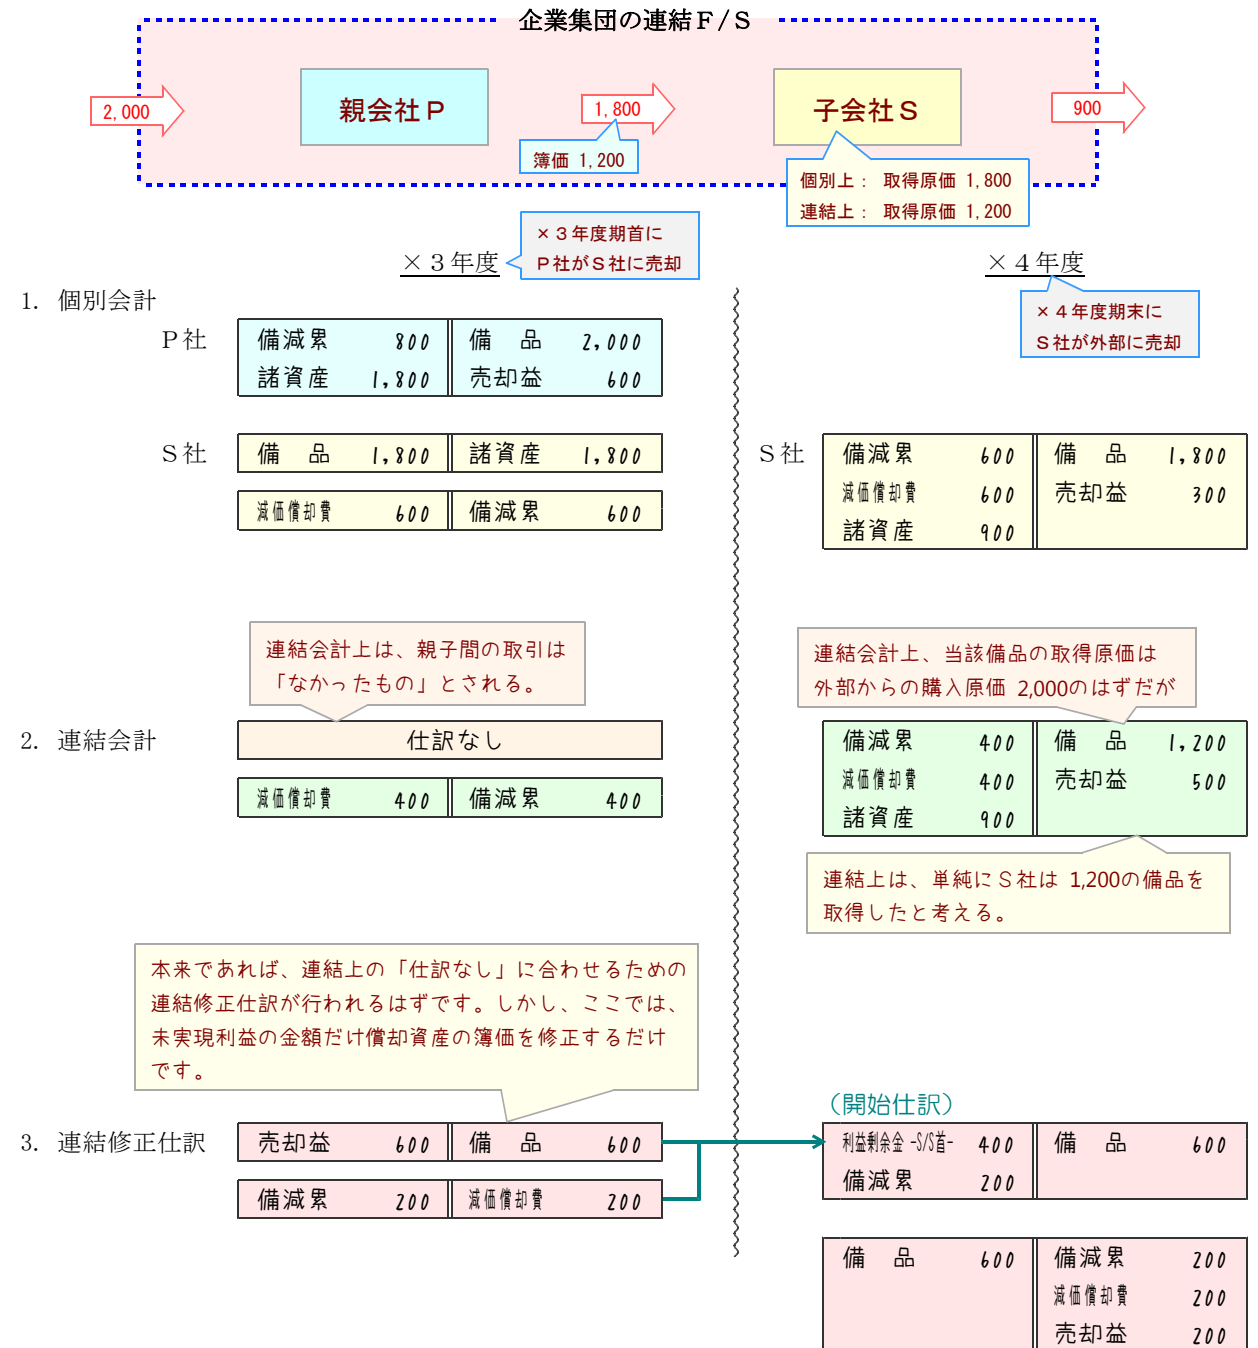 企業集団の連結Ｆ/Ｓ
2,000
親会社Ｐ
1,800
子会社Ｓ
900
簿価 1,200
個別上： 取得原価 1,800
連結上： 取得原価 1,200
×３年度期首に
Ｐ社がＳ社に売却
×３年度
×４年度
×４年度期末に
Ｓ社が外部に売却
1. 個別会計
Ｐ社
備減累 800 備 品 2,000
諸資産 1,800 売却益 600
Ｓ社
備 品 1,800 諸資産 1,800
減価償却費 600 備減累 600
Ｓ社
備減累 600 備 品 1,800
減価償却費 600 売却益 300
諸資産 900
連結会計上は、親子間の取引は
「なかったもの」とされる。
連結会計上、当該備品の取得原価は
外部からの購入原価 2,000のはずだが
2. 連結会計
仕訳なし
減価償却費 400 備減累 400
備減累 400 備 品 1,200
減価償却費 400 売却益 500
諸資産 900
連結上は、単純にＳ社は 1,200の備品を
取得したと考える。
本来であれば、連結上の「仕訳なし」に合わせるための
連結修正仕訳が行われるはずです。しかし、ここでは、
未実現利益の金額だけ償却資産の簿価を修正するだけ
です。
3. 連結修正仕訳
売却益 600 備 品 600
備減累 200 減価償却費 200
（開始仕訳）
利益剰余金 -S/S首- 400 備 品 600
備減累 200
備 品 600 備減累 200
減価償却費 200
売却益 200